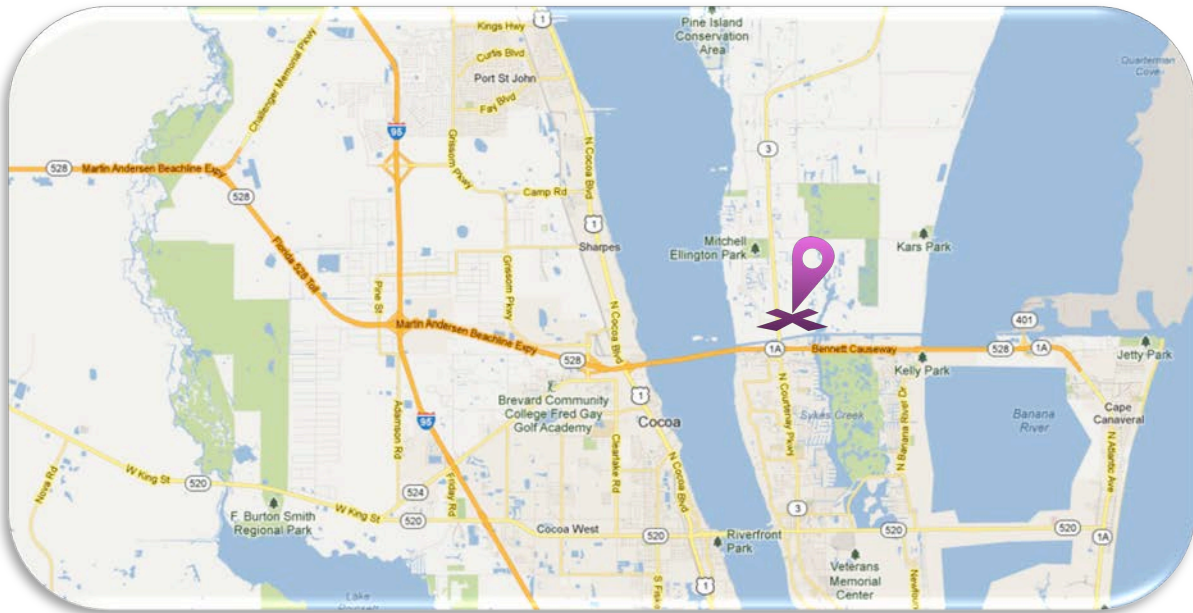 1
Kings Hwy
Pine Island
Conservation
Area
Curtis Blvd
Port St John
Fay Blvd
Challenger Memorial Pkwy
Quarterman
Cove
95
N Cocoa Blvd
3
528
Martin Andersen Beachline Expy
Grissom Pkwy
528
Camp Rd
1
Sharpes
Mitchell
Ellington Park
Kars Park
Florida 528 Toll
Pine St
Grissom Pkwy
N Cocoa Blvd
Martin Andersen Beachline Expy
528
1A
Bennett Causeway
528
401
1A
Jetty Park
Kelly Park
Brevard Community
College Fred Gay
Golf Academy
1
Cocoa
N Courtenay Pkwy
Sykes Creek
N Banana River Dr
Banana
River
Cape
Canaveral
95
Adamson Rd
Clearlake Rd
N Cocoa Blvd
N Atlantic Ave
Nova Rd
W King St
520
524
Friday Rd
F. Burton Smith
Regional Park
W King St
520
Cocoa West
520
Riverfront
Park
3
520
520
1A
Veterans
Memorial
Center
1
Lake